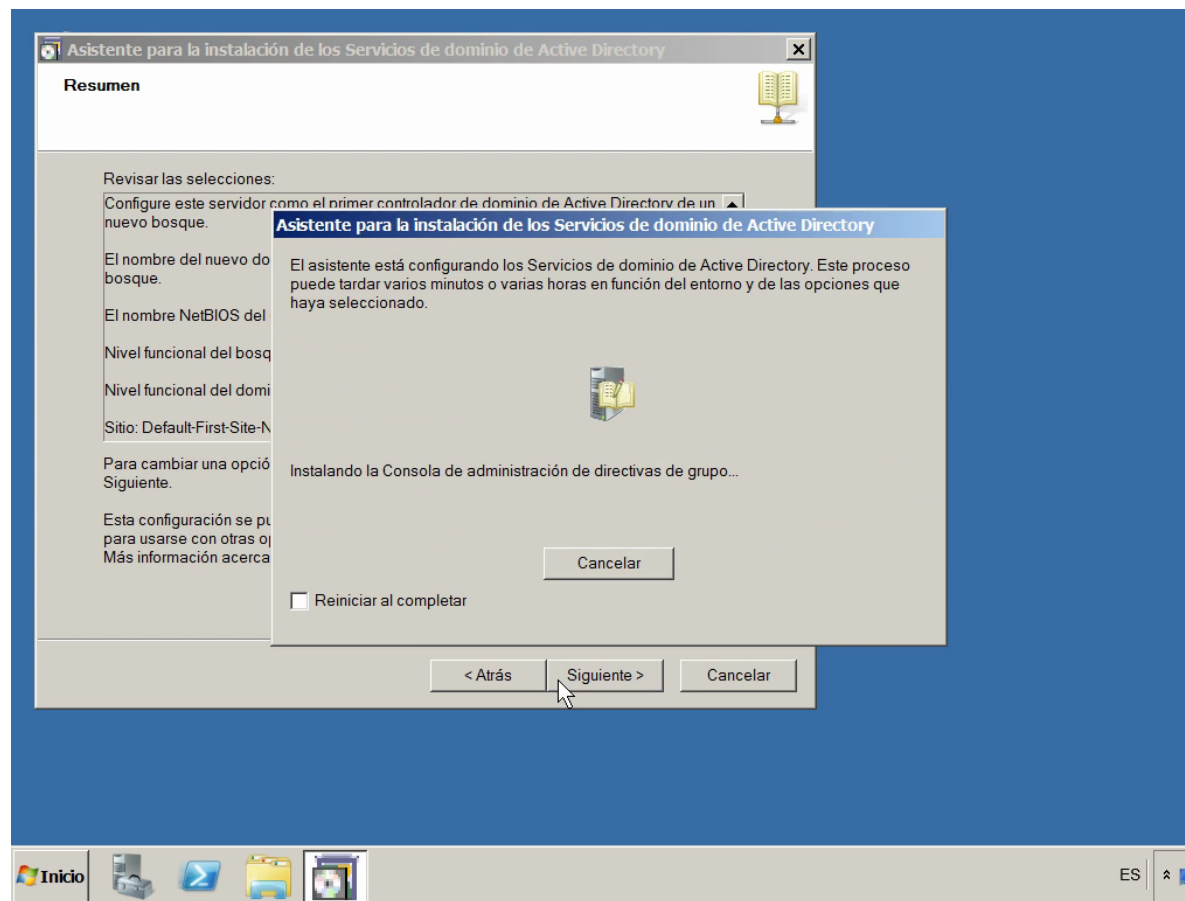 Asistente para la instalación de los Servicios de dominio de Active Directory
Resumen
Revisar las selecciones:
Configure este servidor como el primer controlador de dominio de Active Directory de un
nuevo bosque.
El nombre del nuevo do
bosque.
El nombre NetBIOS del
Nivel funcional del bosq
Nivel funcional del domi
Sitio: Default-First-Site-N
Para cambiar una opció
Siguiente.
Esta configuración se pu
para usarse con otras o
Más información acerca
Asistente para la instalación de los Servicios de dominio de Active Directory
El asistente está configurando los Servicios de dominio de Active Directory. Este proceso
puede tardar varios minutos o varias horas en función del entorno y de las opciones que
haya seleccionado.
Instalando la Consola de administración de directivas de grupo...
Cancelar
Reiniciar al completar
< Atrás
Siguiente >
Cancelar
Inicio
ES